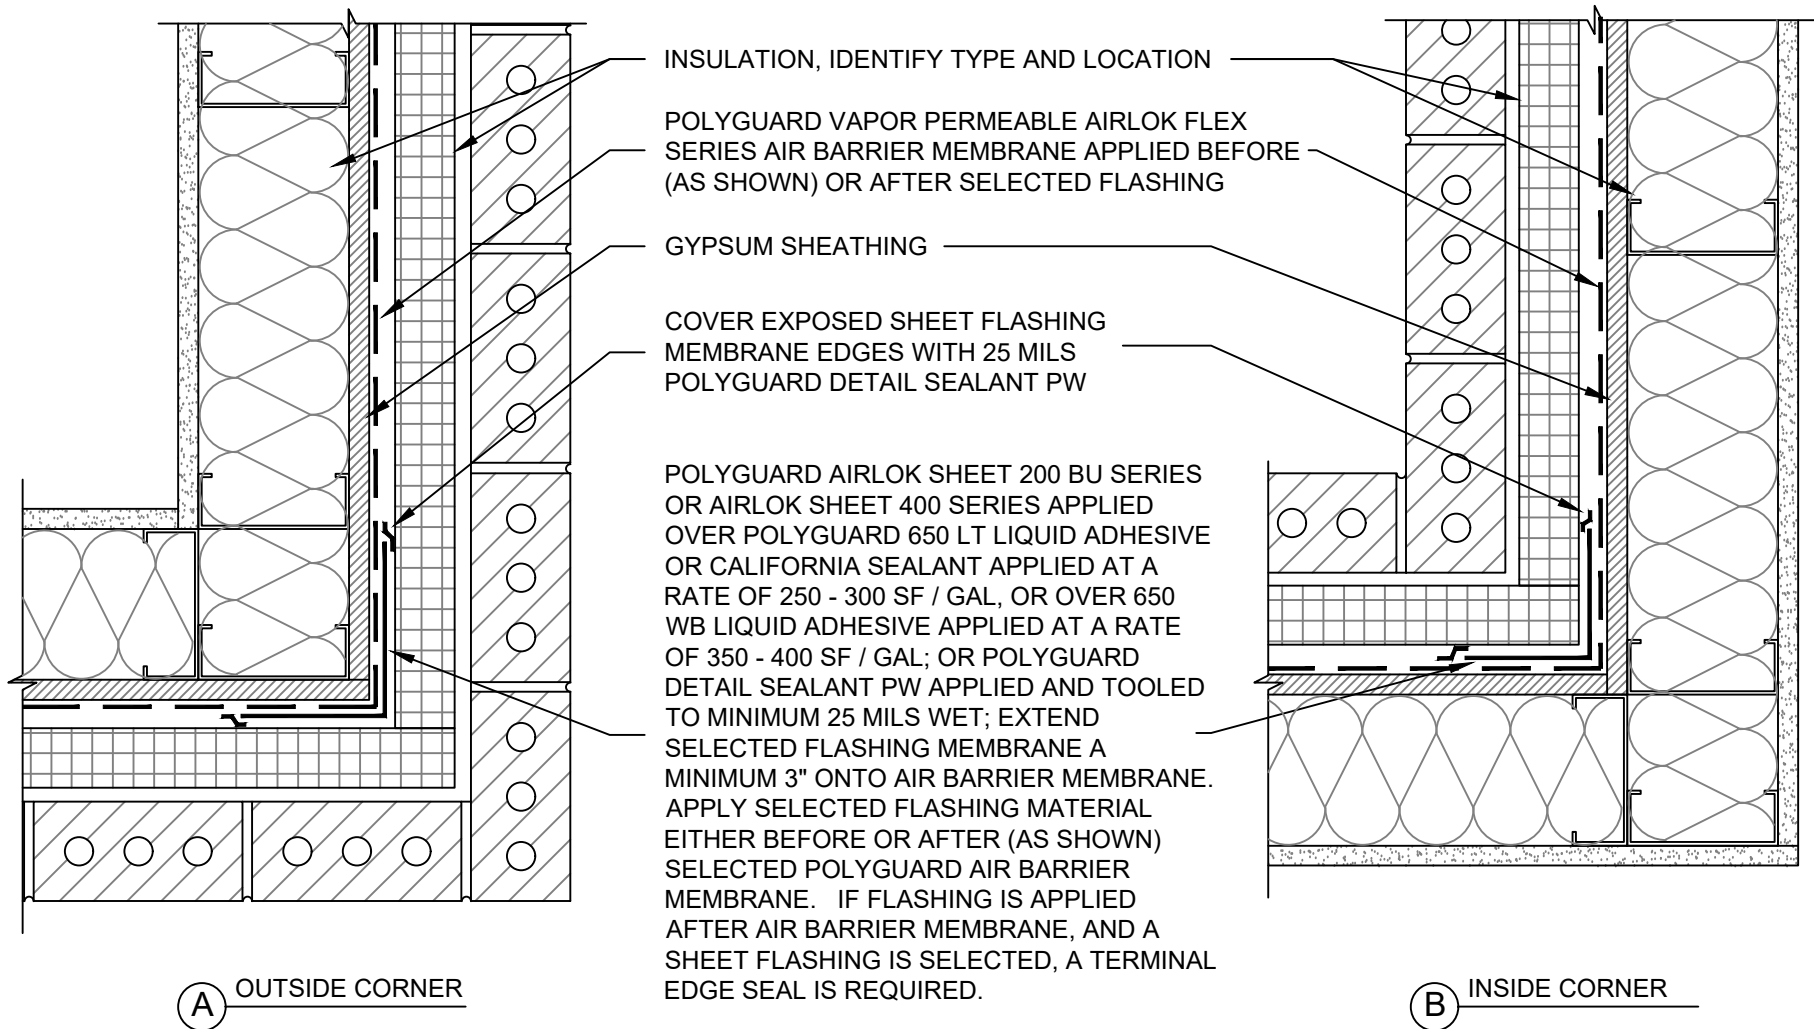 INSULATION, IDENTIFY TYPE AND LOCATION
POLYGUARD VAPOR PERMEABLE AIRLOK FLEX
SERIES AIR BARRIER MEMBRANE APPLIED BEFORE
(AS SHOWN) OR AFTER SELECTED FLASHING
GYPSUM SHEATHING
COVER EXPOSED SHEET FLASHING
MEMBRANE EDGES WITH 25 MILS
POLYGUARD DETAIL SEALANT PW
POLYGUARD AIRLOK SHEET 200 BU SERIES
OR AIRLOK SHEET 400 SERIES APPLIED
OVER POLYGUARD 650 LT LIQUID ADHESIVE
OR CALIFORNIA SEALANT APPLIED AT A
RATE OF 250 - 300 SF / GAL, OR OVER 650
WB LIQUID ADHESIVE APPLIED AT A RATE
OF 350 - 400 SF / GAL; OR POLYGUARD
DETAIL SEALANT PW APPLIED AND TOOLED
TO MINIMUM 25 MILS WET; EXTEND
SELECTED FLASHING MEMBRANE A
MINIMUM 3" ONTO AIR BARRIER MEMBRANE.
APPLY SELECTED FLASHING MATERIAL
EITHER BEFORE OR AFTER (AS SHOWN)
SELECTED POLYGUARD AIR BARRIER
MEMBRANE. IF FLASHING IS APPLIED
AFTER AIR BARRIER MEMBRANE, AND A
SHEET FLASHING IS SELECTED, A TERMINAL
EDGE SEAL IS REQUIRED.
A OUTSIDE CORNER
B INSIDE CORNER